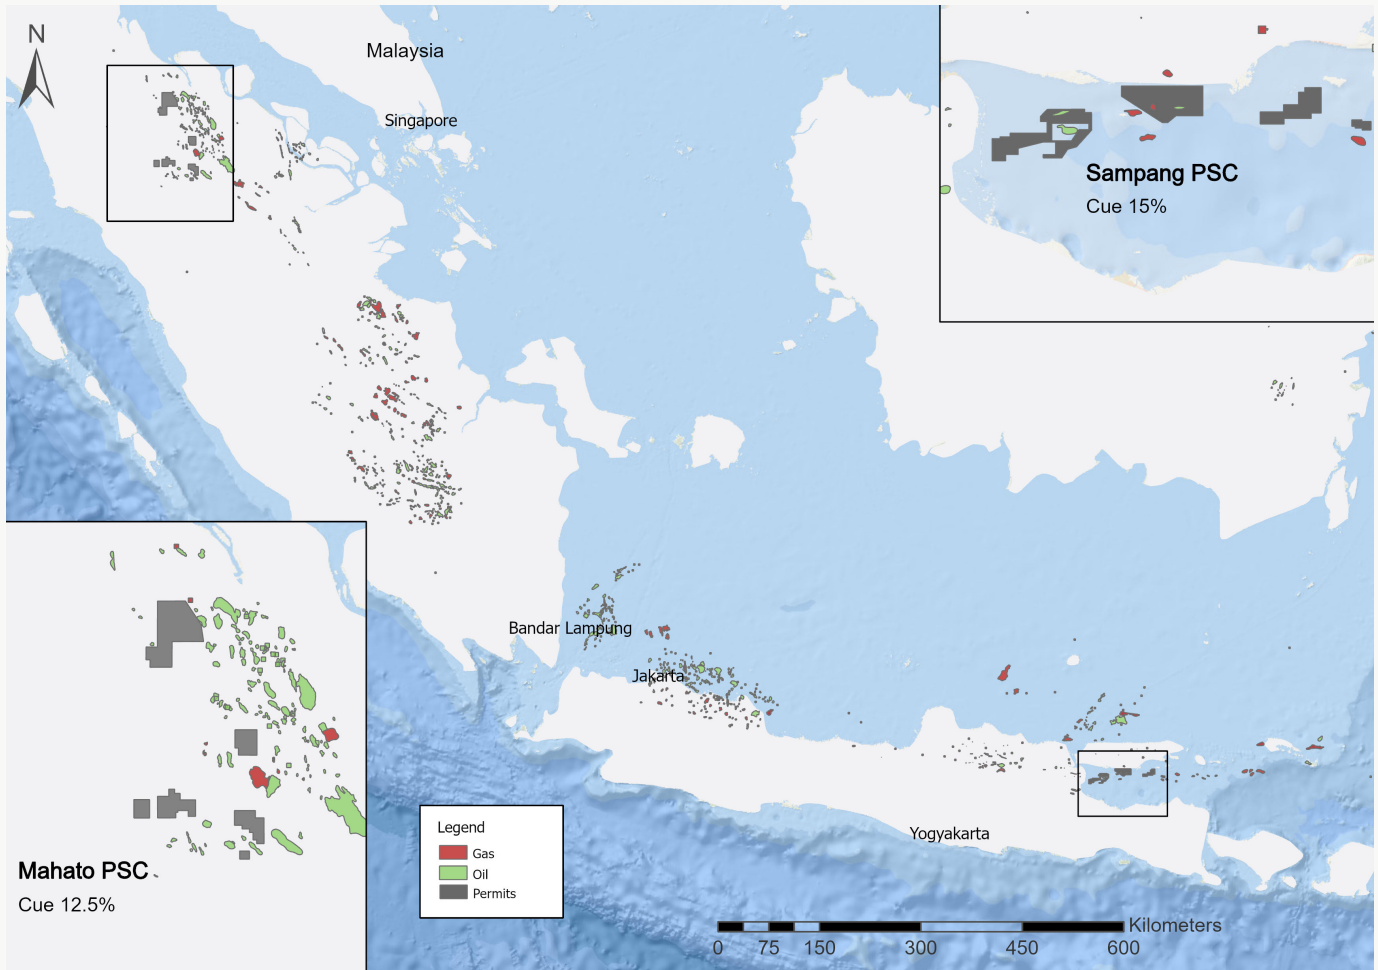 N
Malaysia
Singapore
Sampang PSC
Cue 15%
Bandar Lampung
Jakarta
Yogyakarta
Mahato PSC
Cue 12.5%
Legend
Gas
Oil
Permits
Kilometers
0 75 150 300 450 600